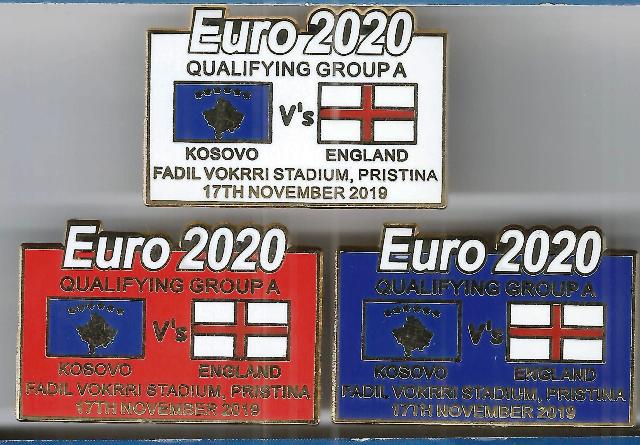 Euro 2020
QUALIFYING GROUP A
V's
KOSOVO ENGLAND
FADIL VOKRRI STADIUM, PRISTINA
17TH NOVEMBER 2019
Euro 2020
QUALIFYING GROUP A
V's
KOSOVO ENGLAND
FADIL VOKRRI STADIUM, PRISTINA
17TH NOVEMBER 2019
Euro 2020
QUALIFYING GROUP A
V's
KOSOVO ENGLAND
FADIL VOKRRI STADIUM, PRISTINA
17TH NOVEMBER 2019